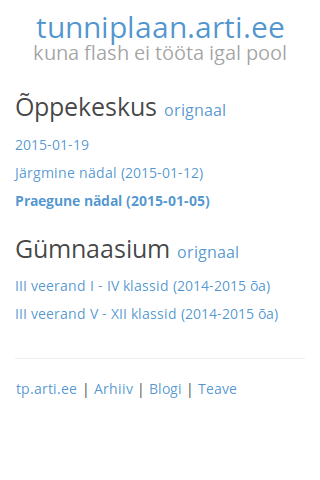 tunniplaan.arti.ee
kuna flash ei tööta igal pool
Õppekeskus orignaal
2015-01-19
Järgmine nädal (2015-01-12)
Praegune nädal (2015-01-05)
Gümnaasium orignaal
III veerand I - IV klassid (2014-2015 õa)
III veerand V - XII klassid (2014-2015 õa)
tp.arti.ee | Arhiiv | Blogi | Teave